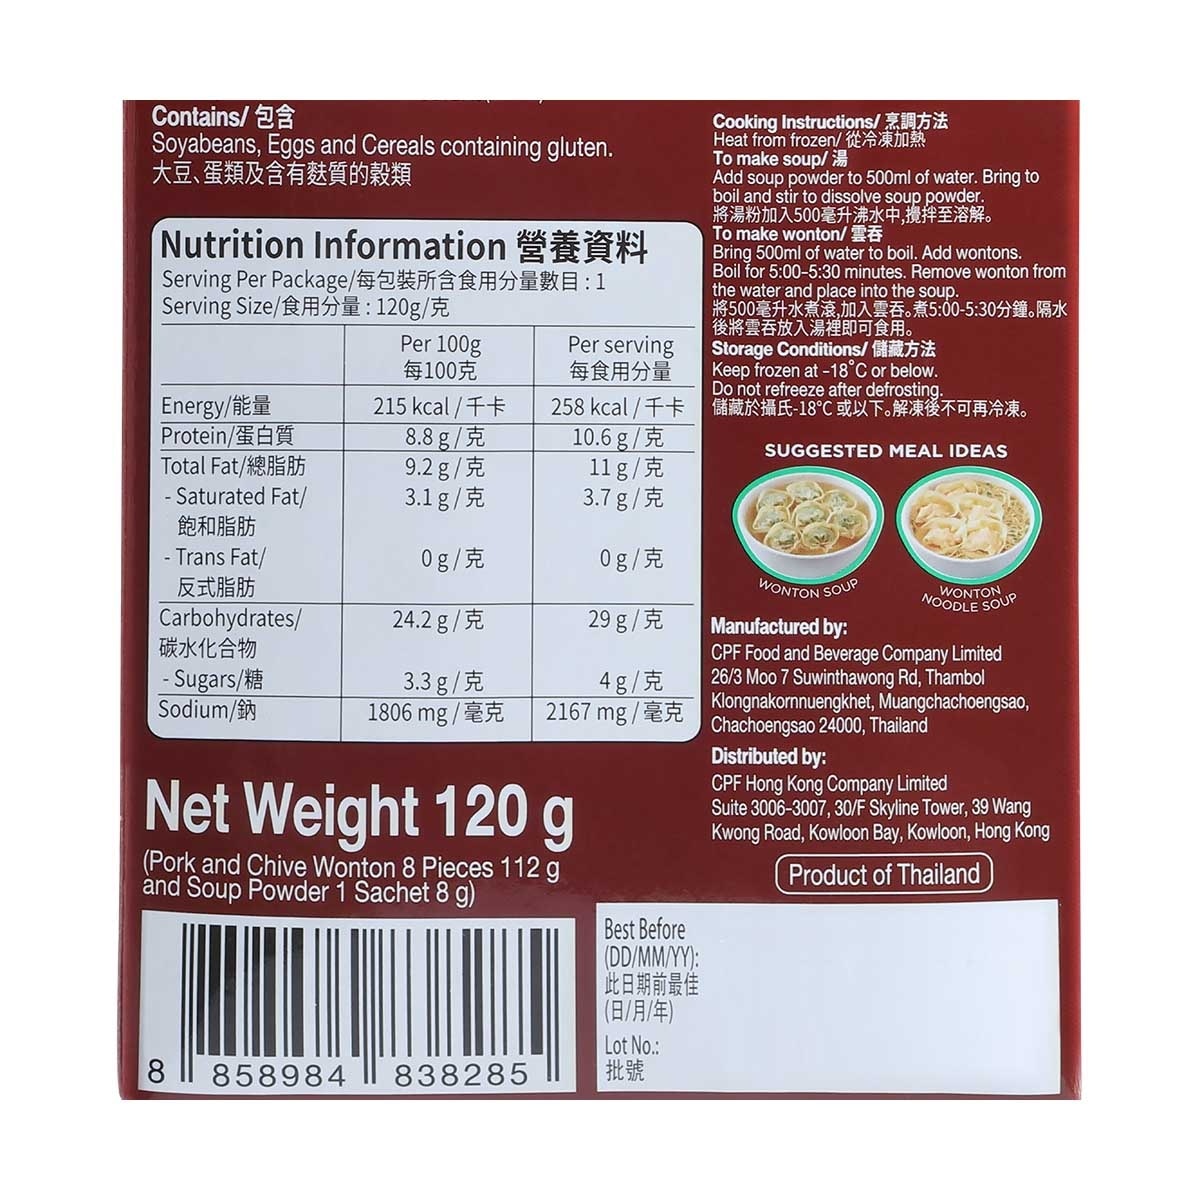 Contains/ 包含
Soyabeans, Eggs and Cereals containing gluten.
大豆、蛋類及含有麩質的穀類
Nutrition Information 營養資料
Serving Per Package/每包裝所含食用分量數目 : 1
Serving Size/食用分量 : 120g/克
Per 100g Per serving
每100克 每食用分量
Energy/能量 215 kcal / 千卡 258 kcal / 千卡
Protein/蛋白質 8.8 g / 克 10.6 g / 克
Total Fat/總脂肪 9.2 g / 克 11 g / 克
- Saturated Fat/ 3.1 g / 克 3.7 g / 克
飽和脂肪
- Trans Fat/ 0 g / 克 0 g / 克
反式脂肪
Carbohydrates/ 24.2 g / 克 29 g / 克
碳水化合物
- Sugars/糖 3.3 g / 克 4 g / 克
Sodium/鈉 1806 mg / 毫克 2167 mg / 毫克
Net Weight 120 g
(Pork and Chive Wonton 8 Pieces 112 g
and Soup Powder 1 Sachet 8 g)
8 858984 838285
Cooking Instructions/ 烹調方法
Heat from frozen/ 從冷凍加熱
To make soup/ 湯
Add soup powder to 500ml of water. Bring to
boil and stir to dissolve soup powder.
將湯粉加入500毫升沸水中,攪拌至溶解。
To make wonton/ 雲吞
Bring 500ml of water to boil. Add wontons.
Boil for 5:00-5:30 minutes. Remove wonton from
the water and place into the soup.
將500毫升水煮滾,加入雲吞。煮5:00-5:30分鐘。隔水
後將雲吞放入湯裡即可食用。
Storage Conditions/ 儲藏方法
Keep frozen at -18°C or below.
Do not refreeze after defrosting.
儲藏於攝氏-18°C 或以下。解凍後不可再冷凍。
SUGGESTED MEAL IDEAS
WONTON SOUP
WONTON
NOODLE SOUP
Manufactured by:
CPF Food and Beverage Company Limited
26/3 Moo 7 Suwinthawong Rd, Thambol
Klongnakornnuengkhet, Muangchachoengsao,
Chachoengsao 24000, Thailand
Distributed by:
CPF Hong Kong Company Limited
Suite 3006-3007, 30/F Skyline Tower, 39 Wang
Kwong Road, Kowloon Bay, Kowloon, Hong Kong
Product of Thailand
Best Before
(DD/MM/YY):
此日期前最佳
(日/月/年)
Lot No.:
批號